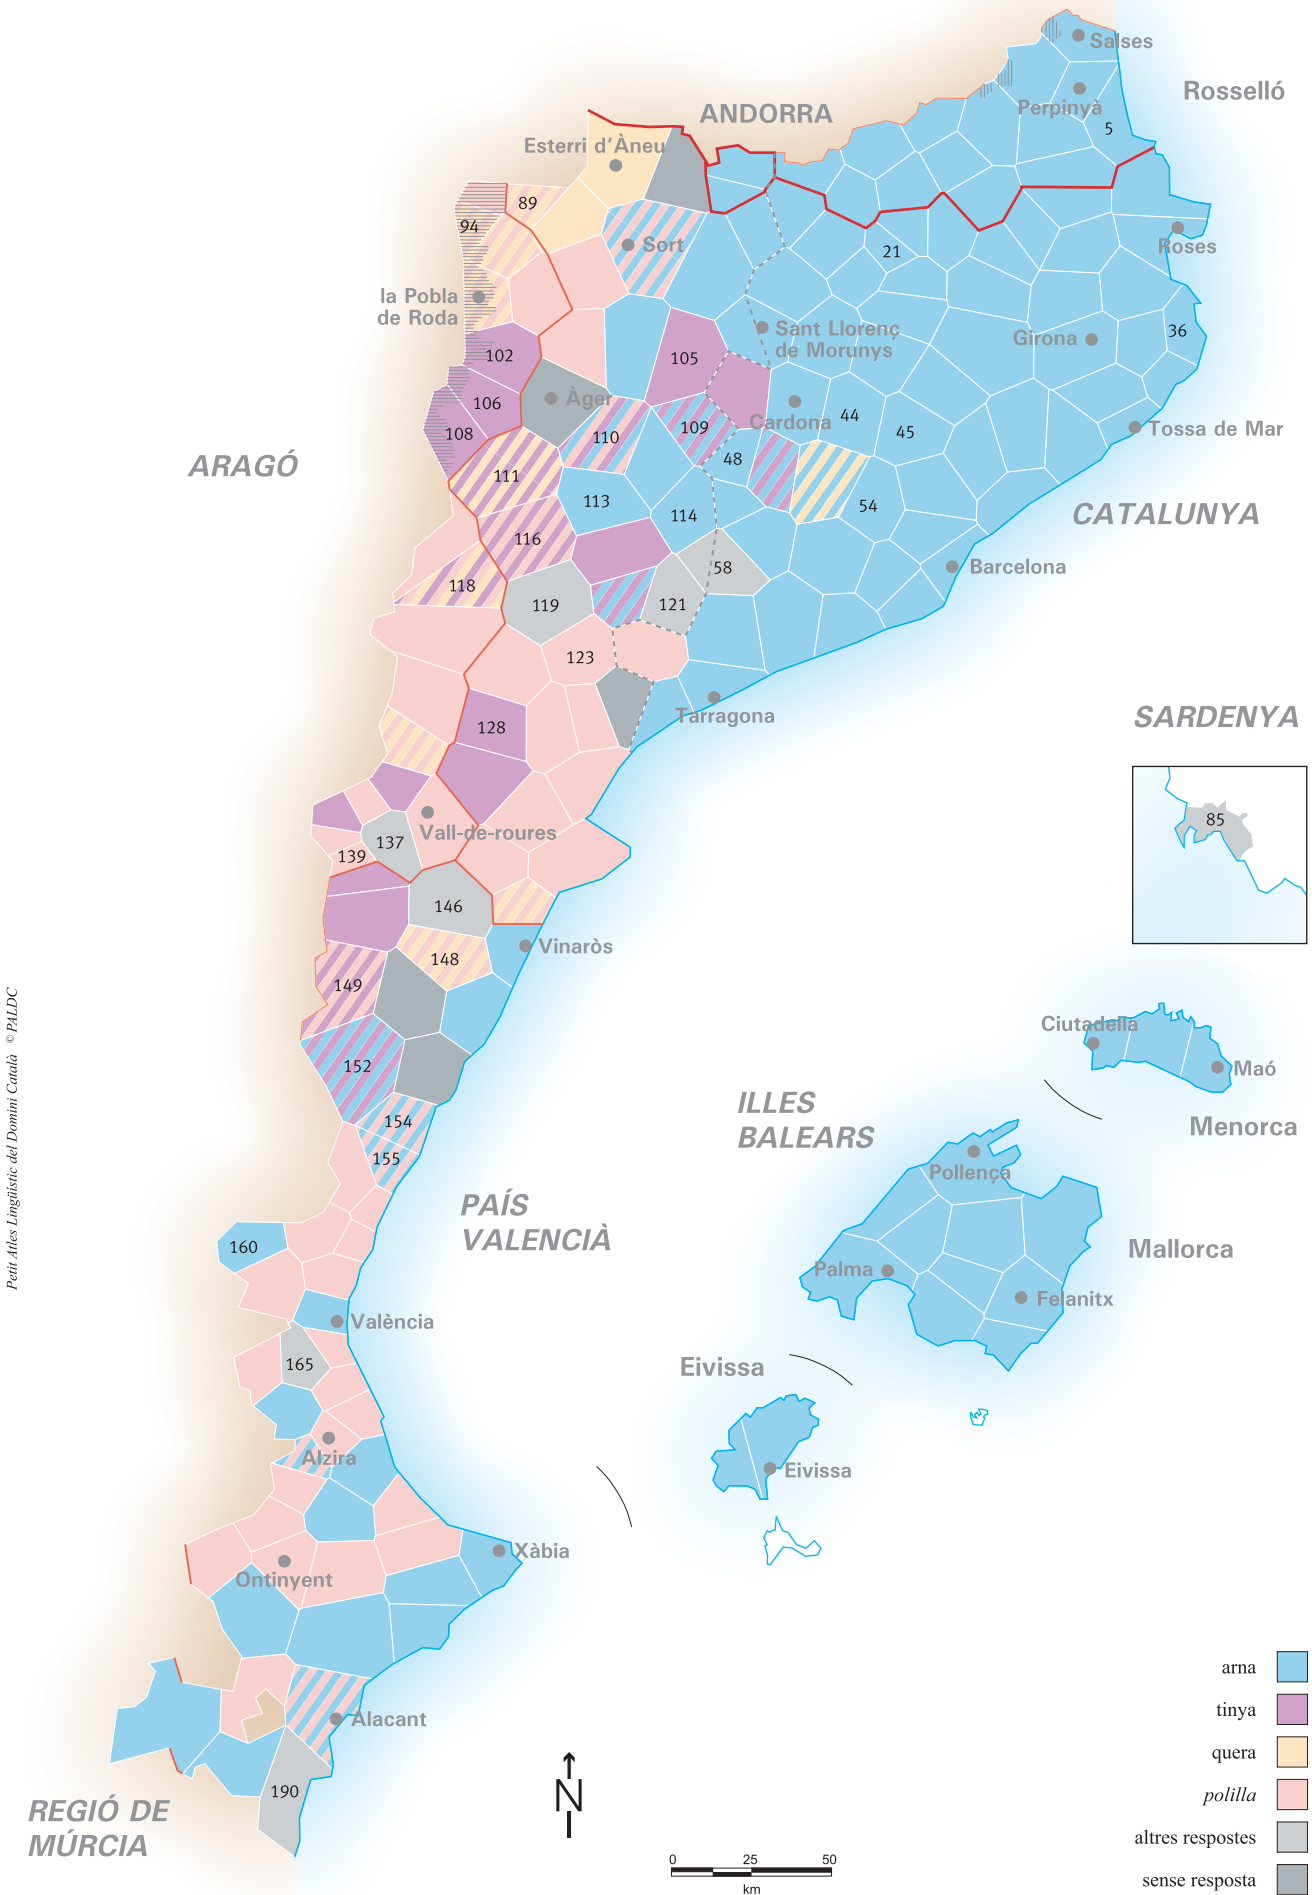 Salses
Rosselló
ANDORRA
Perpinyà
5
Esterri d'Àneu
89
94
Sort
21
Roses
la Pobla
de Roda
Sant Llorenç
de Morunys
Girona
36
102
105
Àger
106
Cardona
44
45
Tossa de Mar
108
110
109
48
ARAGÓ
111
113
114
54
CATALUNYA
116
58
Barcelona
118
119
121
123
Tarragona
SARDENYA
128
85
Vall-de-roures
137
139
146
Vinaròs
148
149
Ciutadella
Maó
152
ILLES
BALEARS
Menorca
154
155
Pollença
PAÍS
VALENCIÀ
160
Mallorca
Palma
Felanitx
València
165
Eivissa
Alzira
Eivissa
Xàbia
Ontinyent
Alacant
190
REGIÓ DE
MÚRCIA
N
0 25 50
km
arna
tinya
quera
polilla
altres respostes
sense resposta
Petit Atles Lingüístic del Domini Català © PALDC